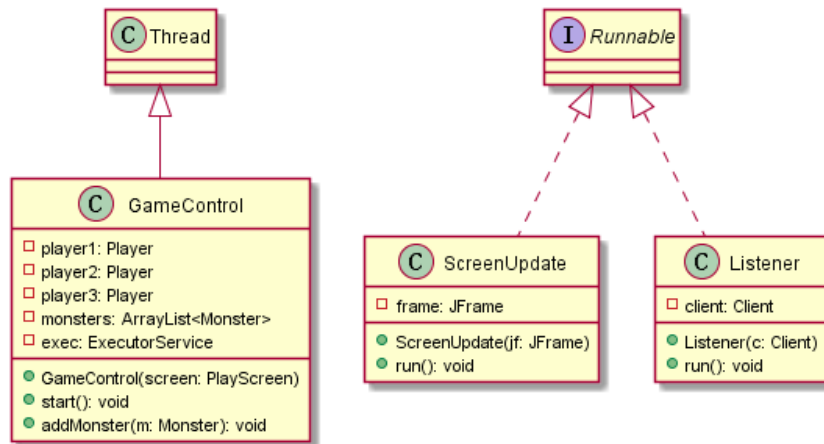 C Thread
I Runnable
C GameControl
player1: Player
player2: Player
player3: Player
monsters: ArrayList<Monster>
exec: ExecutorService
GameControl(screen: PlayScreen)
start(): void
addMonster(m: Monster): void
C ScreenUpdate
frame: JFrame
ScreenUpdate(jf: JFrame)
run(): void
C Listener
client: Client
Listener(c: Client)
run(): void